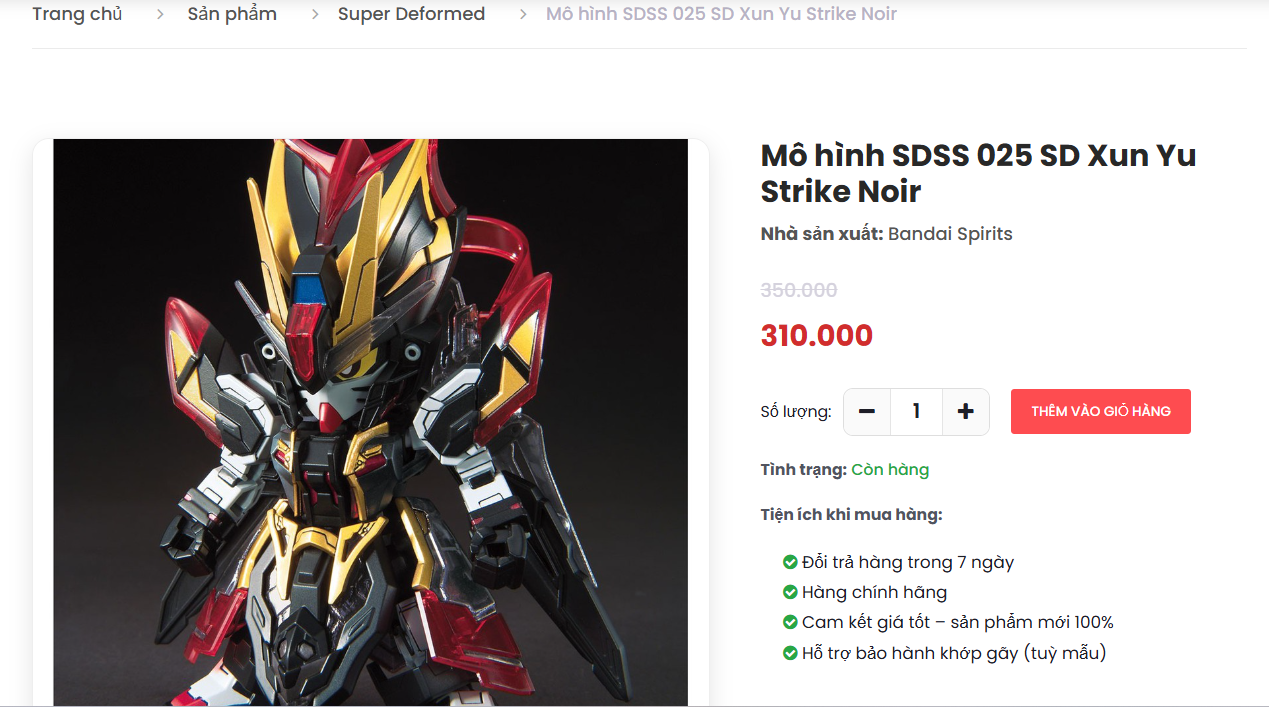 Trang chủ > Sản phẩm > Super Deformed > Mô hình SDSS 025 SD Xun Yu Strike Noir
Mô hình SDSS 025 SD Xun Yu
Strike Noir
Nhà sản xuất: Bandai Spirits
350.000
310.000
Số lượng: − 1 + THÊM VÀO GIỎ HÀNG
Tình trạng: Còn hàng
Tiện ích khi mua hàng:
Đổi trả hàng trong 7 ngày
Hàng chính hãng
Cam kết giá tốt – sản phẩm mới 100%
Hỗ trợ bảo hành khớp gãy (tuỳ mẫu)